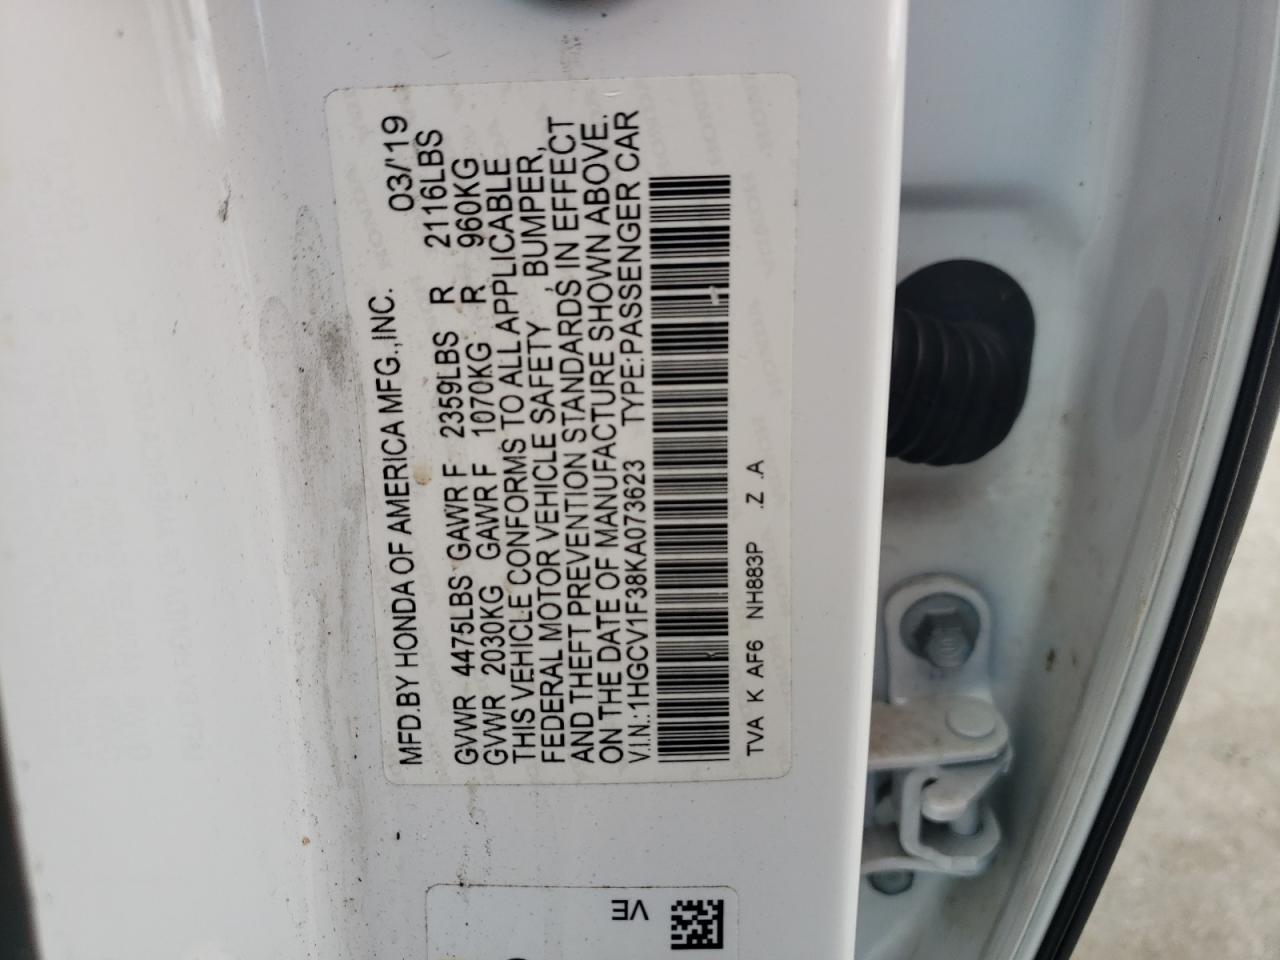 MFD.BY HONDA OF AMERICA MFG.,INC. 03/'19
GVWR 4475LBS GAWR F 2359LBS R 2116LBS
GVWR 2030KG GAWR F 1070KG R 960KG
THIS VEHICLE CONFORMS TO ALL APPLICABLE
FEDERAL MOTOR VEHICLE SAFETY , BUMPER,
AND THEFT PREVENTION STANDARDS IN EFFECT
ON THE DATE OF MANUFACTURE SHOWN ABOVE.
V.I.N.:1HGCV1F38KA073623 TYPE:PASSENGER CAR
TVA K AF6 NH883P .Z .A
VE